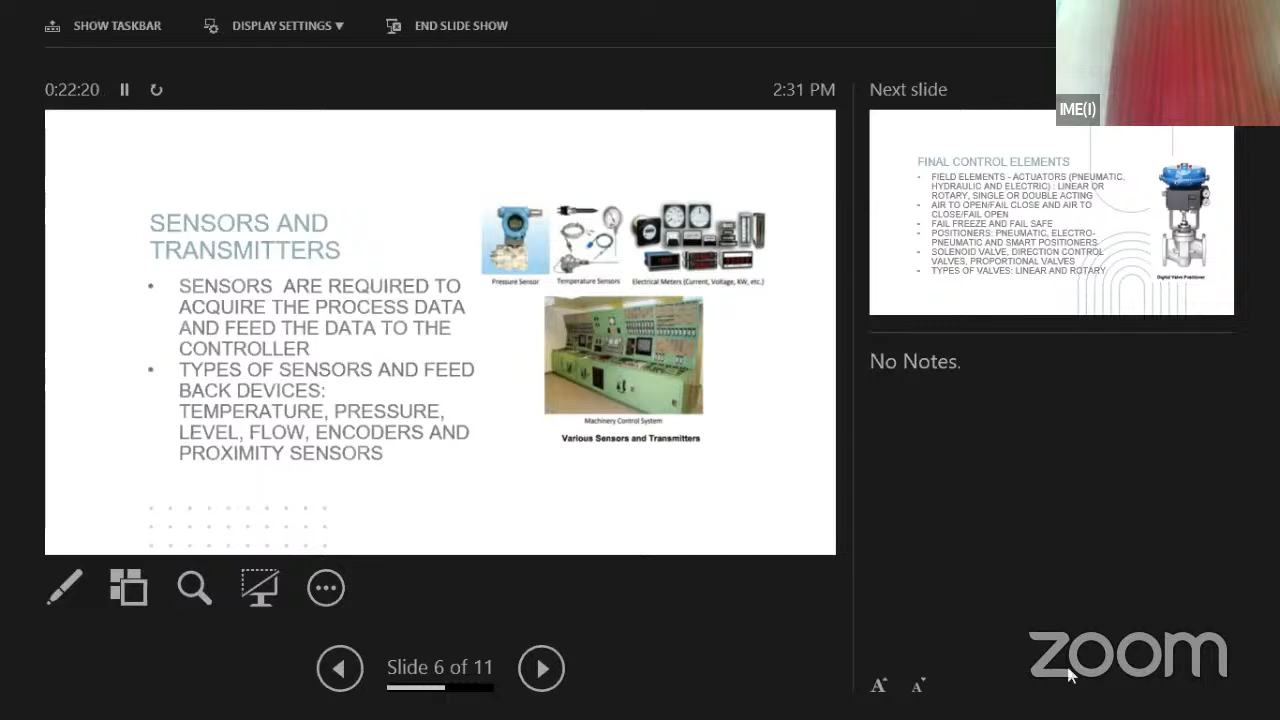 SHOW TASKBAR
DISPLAY SETTINGS ▼
END SLIDE SHOW
0:22:20
2:31 PM
Next slide
IME(I)
SENSORS AND
TRANSMITTERS
• SENSORS ARE REQUIRED TO
ACQUIRE THE PROCESS DATA
AND FEED THE DATA TO THE
CONTROLLER
• TYPES OF SENSORS AND FEED
BACK DEVICES:
TEMPERATURE, PRESSURE,
LEVEL, FLOW, ENCODERS AND
PROXIMITY SENSORS
Pressure Sensor
Temperature Sensors
Electrical Meters (Current, Voltage, KW, etc.)
Machinery Control System
Various Sensors and Transmitters
FINAL CONTROL ELEMENTS
• FIELD ELEMENTS - ACTUATORS (PNEUMATIC,
HYDRAULIC AND ELECTRIC) : LINEAR OR
ROTARY, SINGLE OR DOUBLE ACTING
• AIR TO OPEN/FAIL CLOSE AND AIR TO
CLOSE/FAIL OPEN
• FAIL FREEZE AND FAIL SAFE
• POSITIONERS: PNEUMATIC, ELECTRO-
PNEUMATIC AND SMART POSITIONERS
• SOLENOID VALVE, DIRECTION CONTROL
VALVES, PROPORTIONAL VALVES
• TYPES OF VALVES: LINEAR AND ROTARY
Digital Valve Positioner
No Notes.
Slide 6 of 11
A A
zoom